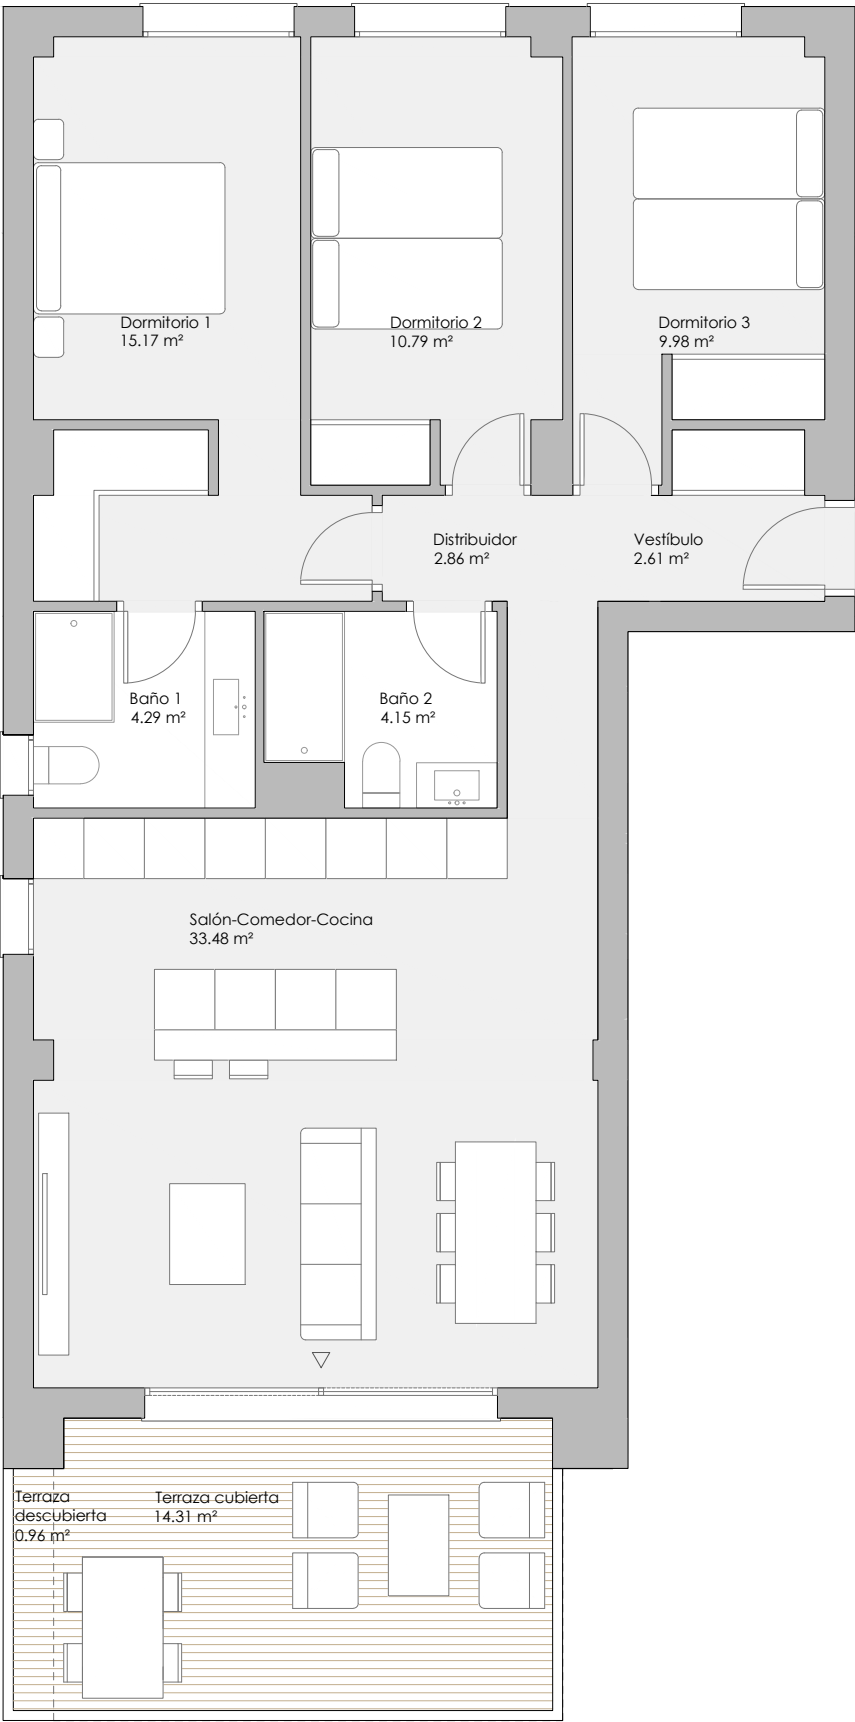 Dormitorio 1
15.17 m²
Dormitorio 2
10.79 m²
Dormitorio 3
9.98 m²
Distribuidor
2.86 m²
Vestíbulo
2.61 m²
Baño 1
4.29 m²
Baño 2
4.15 m²
Salón-Comedor-Cocina
33.48 m²
Terraza
descubierta
0.96 m²
Terraza cubierta
14.31 m²